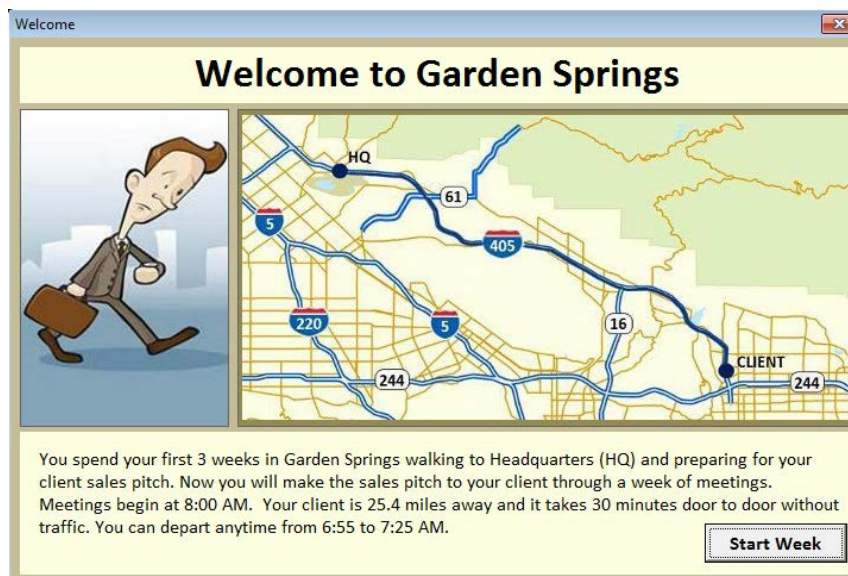 Welcome
Welcome to Garden Springs
HQ
61
5
405
220
5
16
CLIENT
244
244
You spend your first 3 weeks in Garden Springs walking to Headquarters (HQ) and preparing for your
client sales pitch. Now you will make the sales pitch to your client through a week of meetings.
Meetings begin at 8:00 AM.  Your client is 25.4 miles away and it takes 30 minutes door to door without
traffic. You can depart anytime from 6:55 to 7:25 AM.
Start Week